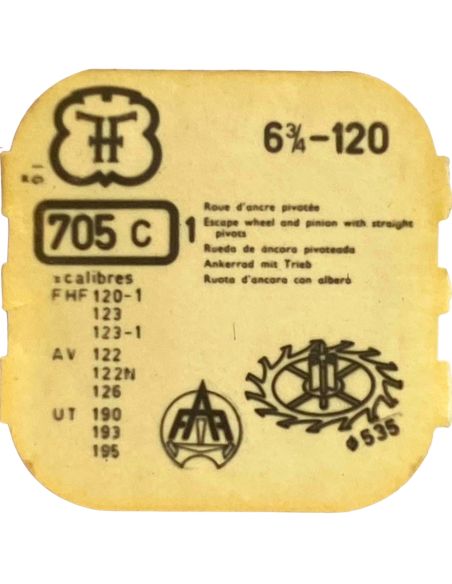 FHF
6¾-120
705 C 1
Roue d'ancre pivotée
Escape wheel and pinion with straight
pivots
Rueda de áncora pivoteada
Ankerrad mit Trieb
Ruota d'ancora con alberó
= calibres
FHF 120-1
123
123-1
AV 122
122N
126
UT 190
193
195
ø 535